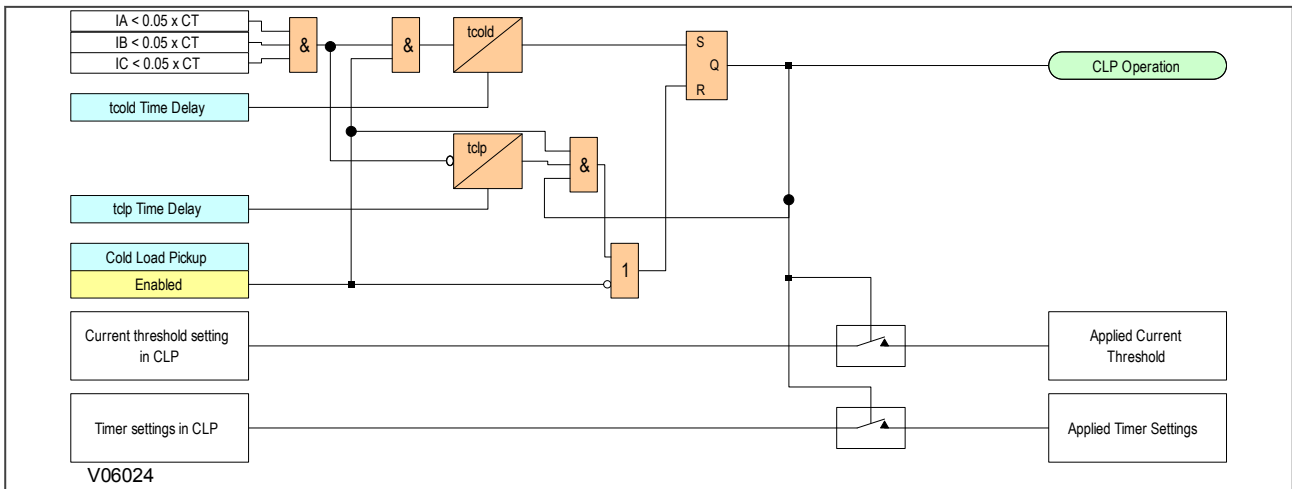 IA < 0.05 x CT
IB < 0.05 x CT
IC < 0.05 x CT
&
&
tcold
S
Q
R
CLP Operation
tcold Time Delay
tclp
&
tclp Time Delay
Cold Load Pickup
Enabled
1
Current threshold setting
in CLP
Applied Current
Threshold
Timer settings in CLP
Applied Timer Settings
V06024